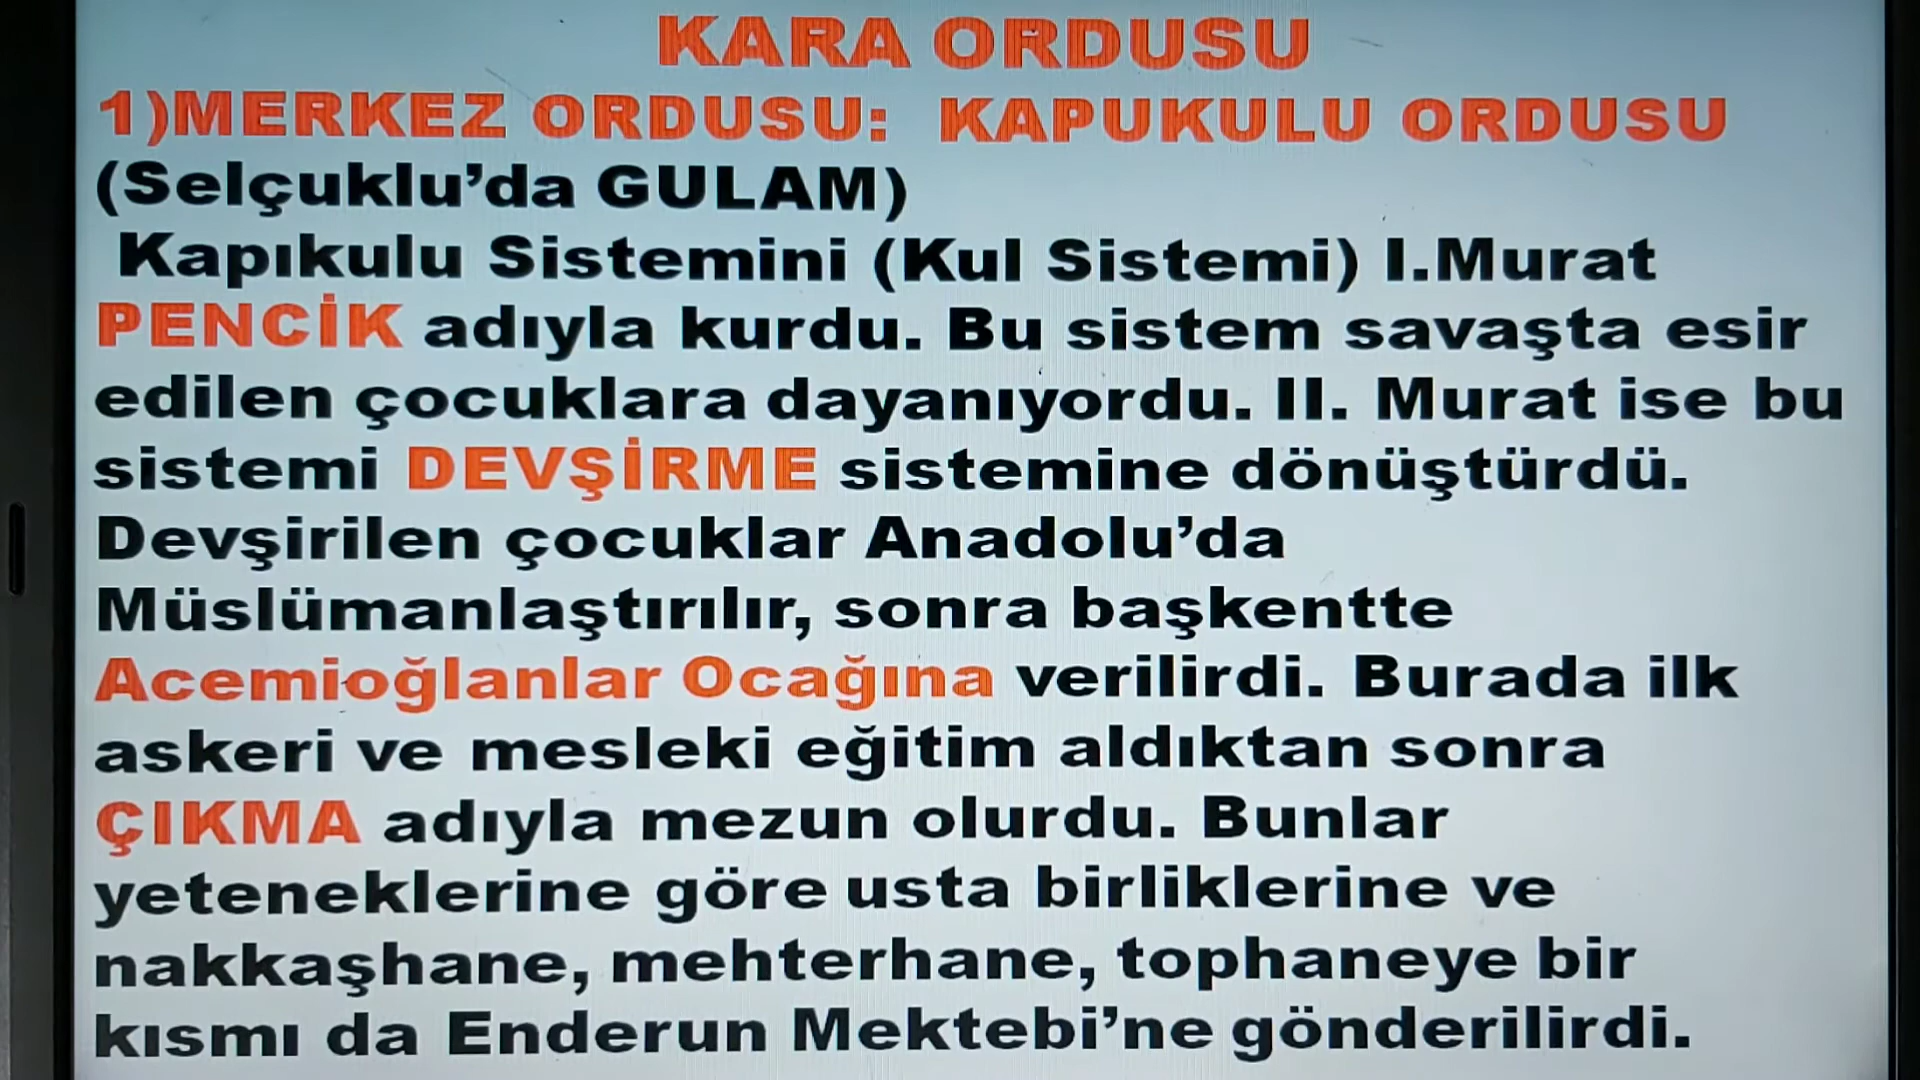 KARA ORDUSU
1)MERKEZ ORDUSU: KAPUKULU ORDUSU
(Selçuklu’da GULAM)
Kapıkulu Sistemini (Kul Sistemi) I.Murat
PENCİK adıyla kurdu. Bu sistem savaşta esir
edilen çocuklara dayanıyordu. II. Murat ise bu
sistemi DEVŞİRME sistemine dönüştürdü.
Devşirilen çocuklar Anadolu’da
Müslümanlaştırılır, sonra başkentte
Acemioğlanlar Ocağına verilirdi. Burada ilk
askeri ve mesleki eğitim aldıktan sonra
ÇIKMA adıyla mezun olurdu. Bunlar
yeteneklerine göre usta birliklerine ve
nakkaşhane, mehterhane, tophaneye bir
kısmı da Enderun Mektebi’ne gönderilirdi.